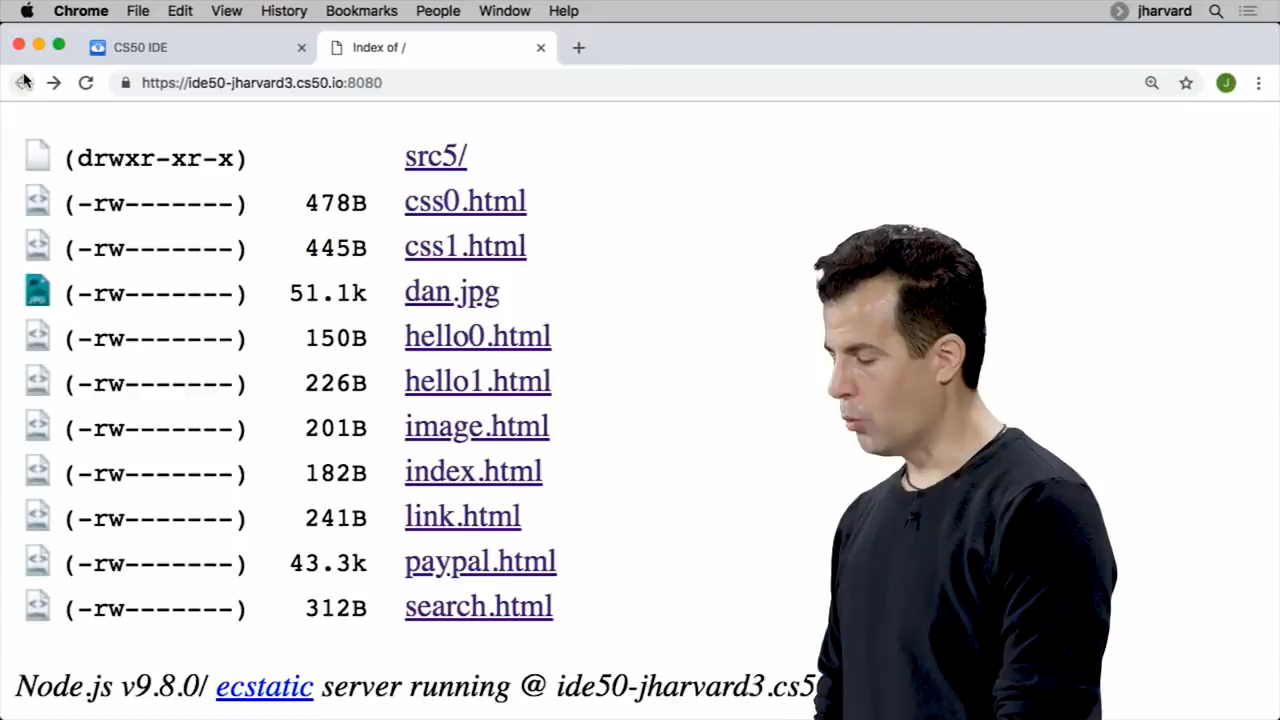 Chrome File Edit View History Bookmarks People Window Help jharvard
CS50 IDE Index of /
https://ide50-jharvard3.cs50.io:8080 J
(drwxr-xr-x) src5/
(-rw-------) 478B css0.html
(-rw-------) 445B css1.html
(-rw-------) 51.1k dan.jpg
(-rw-------) 150B hello0.html
(-rw-------) 226B hello1.html
(-rw-------) 201B image.html
(-rw-------) 182B index.html
(-rw-------) 241B link.html
(-rw-------) 43.3k paypal.html
(-rw-------) 312B search.html
Node.js v9.8.0/ ecstatic server running @ ide50-jharvard3.cs5